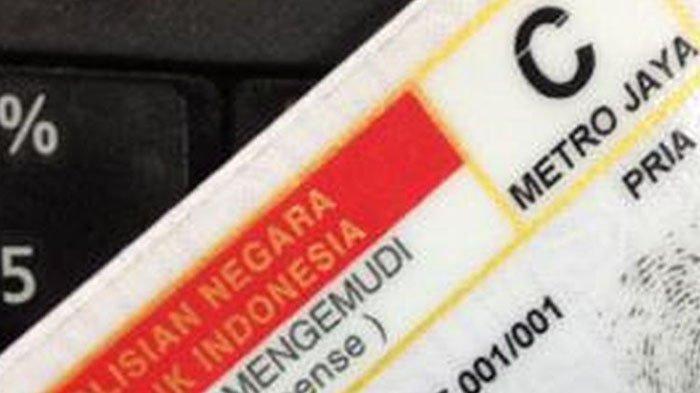 %
5
C
METRO JAYA
PRIA
LISIAN NEGARA
IK INDONESIA
MENGEMUDI
ense )
.001/001